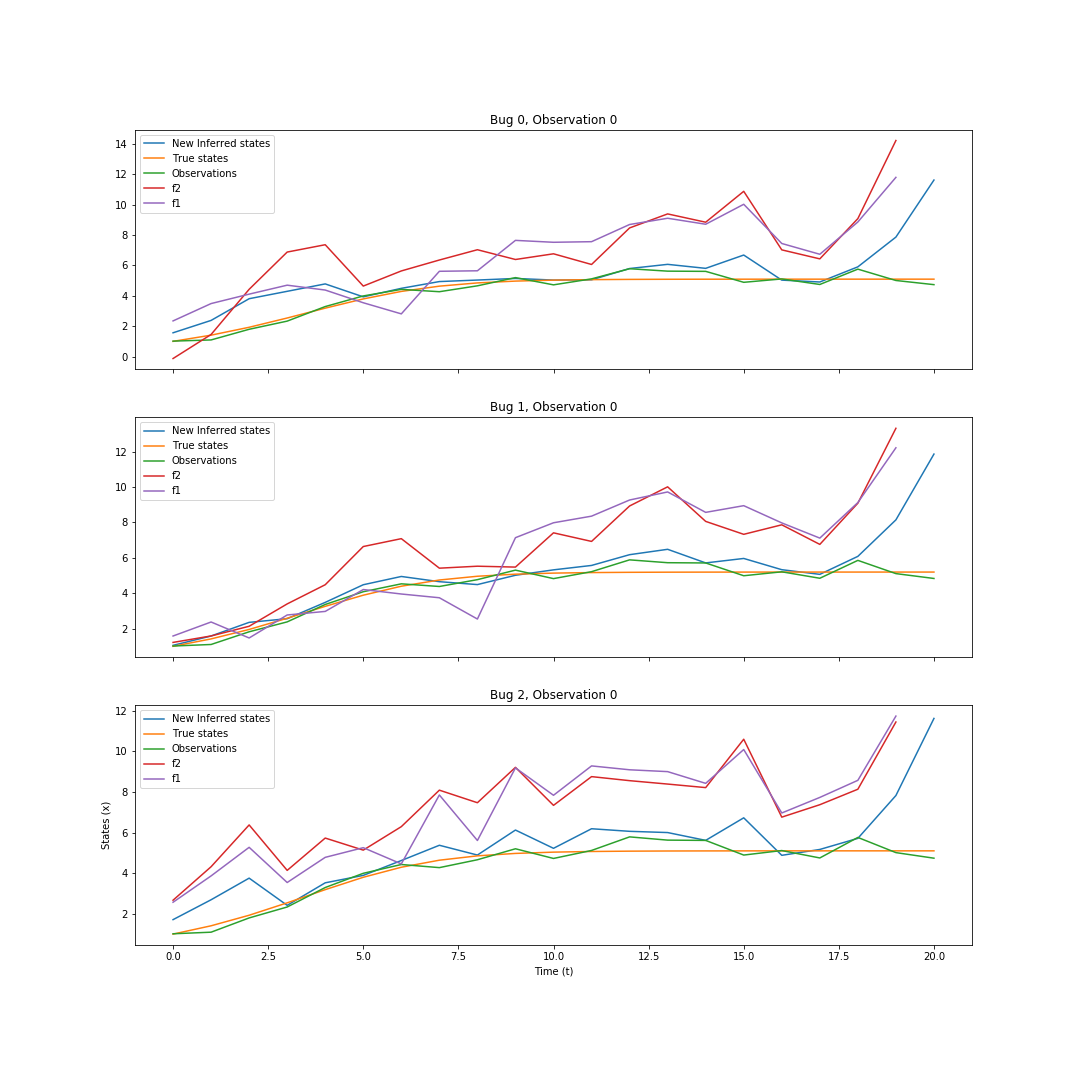 Bug 0, Observation 0
New Inferred states
True states
Observations
f2
f1
14
12
10
8
6
4
2
0
Bug 1, Observation 0
New Inferred states
True states
Observations
f2
f1
12
10
8
6
4
2
Bug 2, Observation 0
New Inferred states
True states
Observations
f2
f1
12
10
8
6
4
2
States (x)
0.0 2.5 5.0 7.5 10.0 12.5 15.0 17.5 20.0
Time (t)